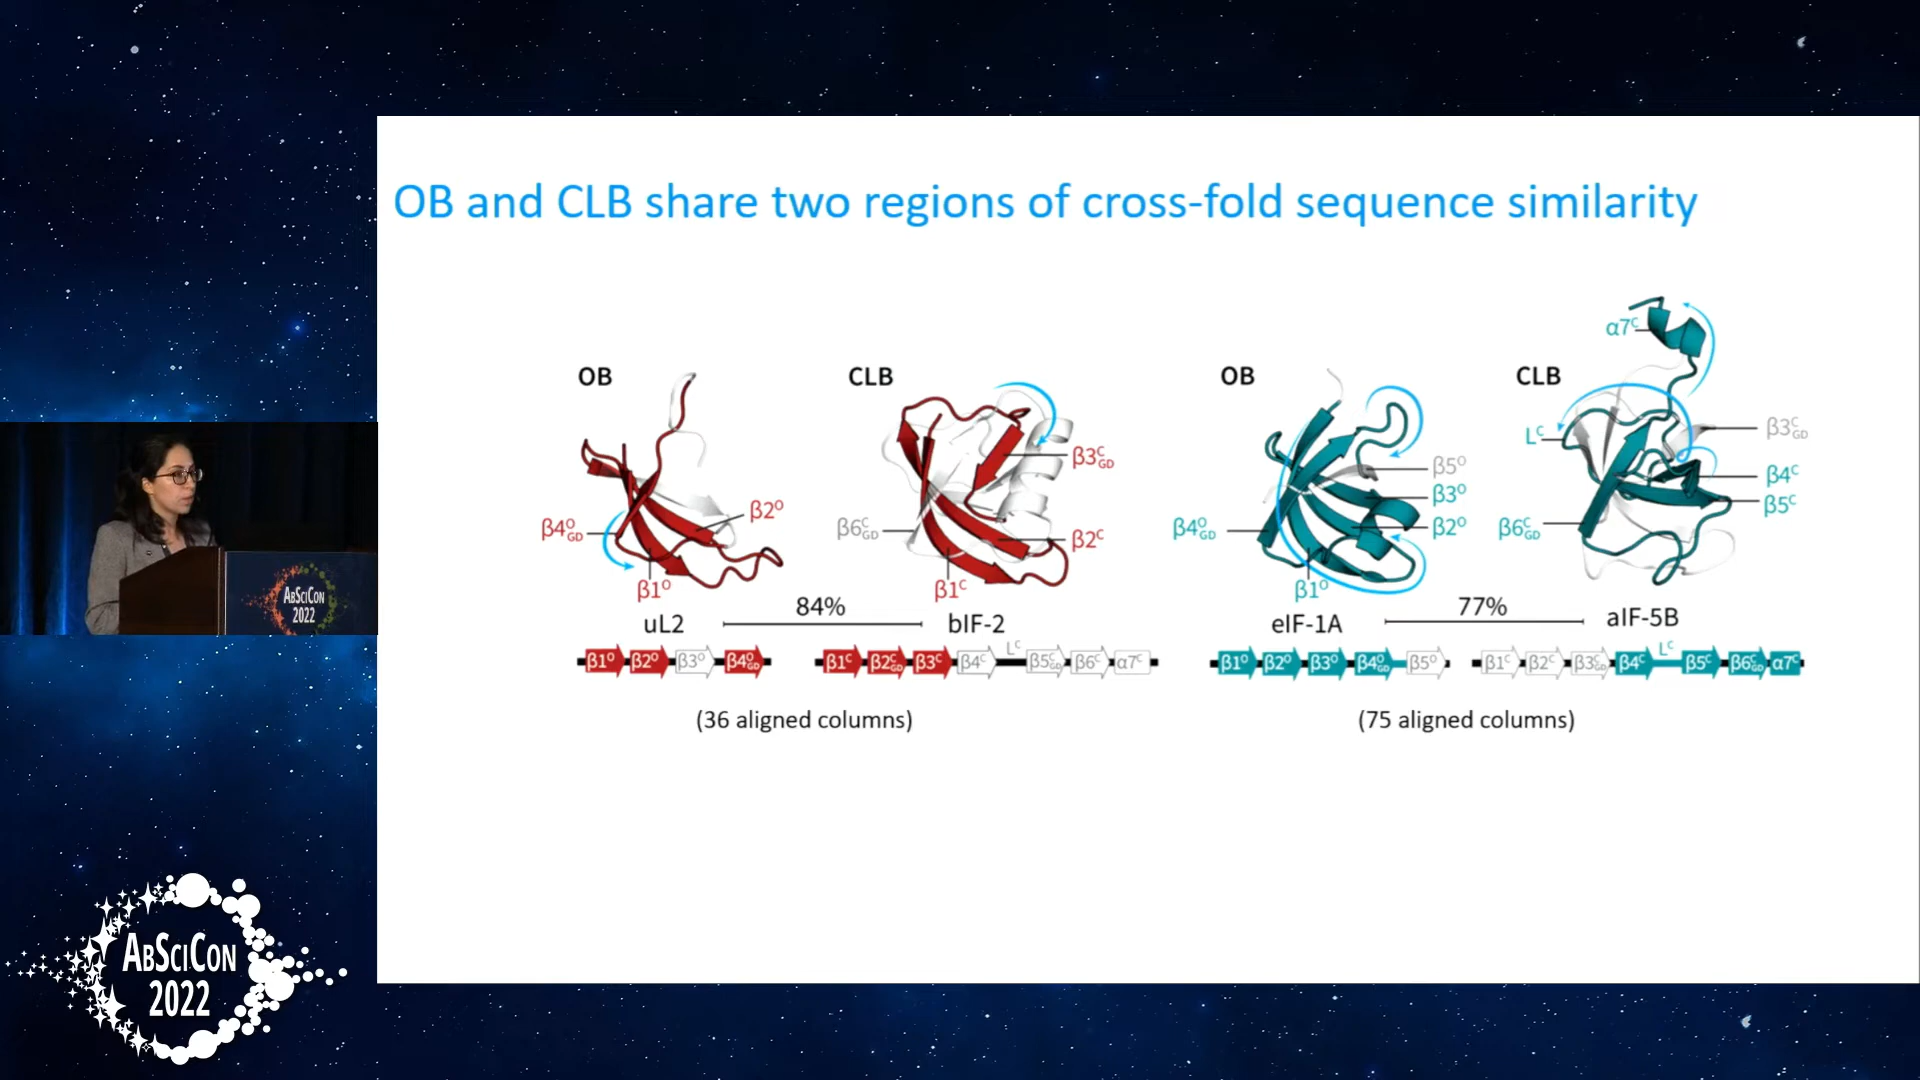 OB and CLB share two regions of cross-fold sequence similarity
OB
CLB
OB
CLB
β4ᴼGD
β2ᴼ
β1ᴼ
β3ᶜGD
β6ᶜGD
β2ᶜ
β1ᶜ
β4ᴼGD
β5ᴼ
β3ᴼ
β2ᴼ
β1ᴼ
α7ᶜ
Lᶜ
β3ᶜGD
β4ᶜ
β5ᶜ
β6ᶜGD
uL2 84% bIF-2
eIF-1A 77% aIF-5B
β1ᴼ β2ᴼ β3ᴼ β4ᴼGD
β1ᶜ β2ᶜGD β3ᶜ β4ᶜ Lᶜ β5ᶜGD β6ᶜ α7ᶜ
β1ᴼ β2ᴼ β3ᴼ β4ᴼGD β5ᴼ
β1ᶜ β2ᶜ β3ᶜGD β4ᶜ Lᶜ β5ᶜ β6ᶜGD α7ᶜ
(36 aligned columns)
(75 aligned columns)
ABSCICON
2022
ABSCICON
2022